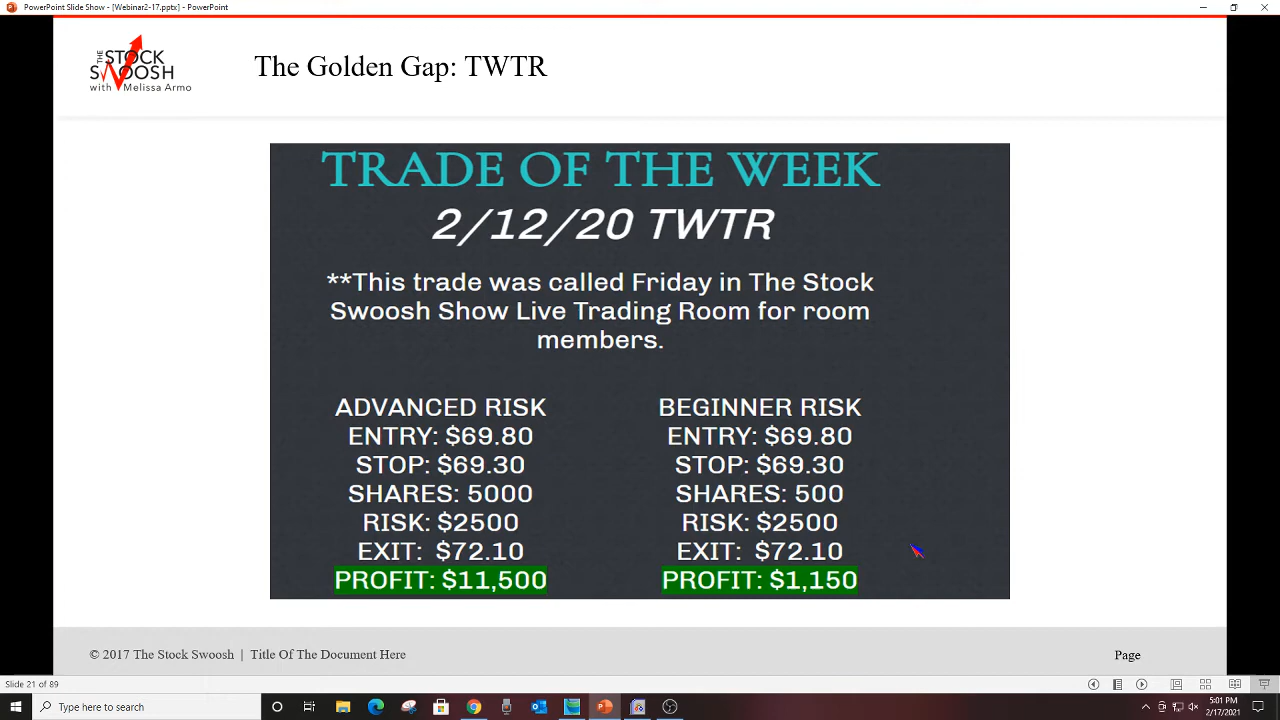 PowerPoint Slide Show - [Webinar2-17.pptx] - PowerPoint
THE STOCK
SWOOSH
with Melissa Armo
The Golden Gap: TWTR
TRADE OF THE WEEK
2/12/20 TWTR
**This trade was called Friday in The Stock
Swoosh Show Live Trading Room for room
members.
ADVANCED RISK
ENTRY: $69.80
STOP: $69.30
SHARES: 5000
RISK: $2500
EXIT: $72.10
PROFIT: $11,500
BEGINNER RISK
ENTRY: $69.80
STOP: $69.30
SHARES: 500
RISK: $2500
EXIT: $72.10
PROFIT: $1,150
© 2017 The Stock Swoosh | Title Of The Document Here
Page
Slide 21 of 89
Type here to search
5:01 PM
2/17/2021